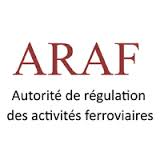 ARAF
Autorité de régulation
des activités ferroviaires